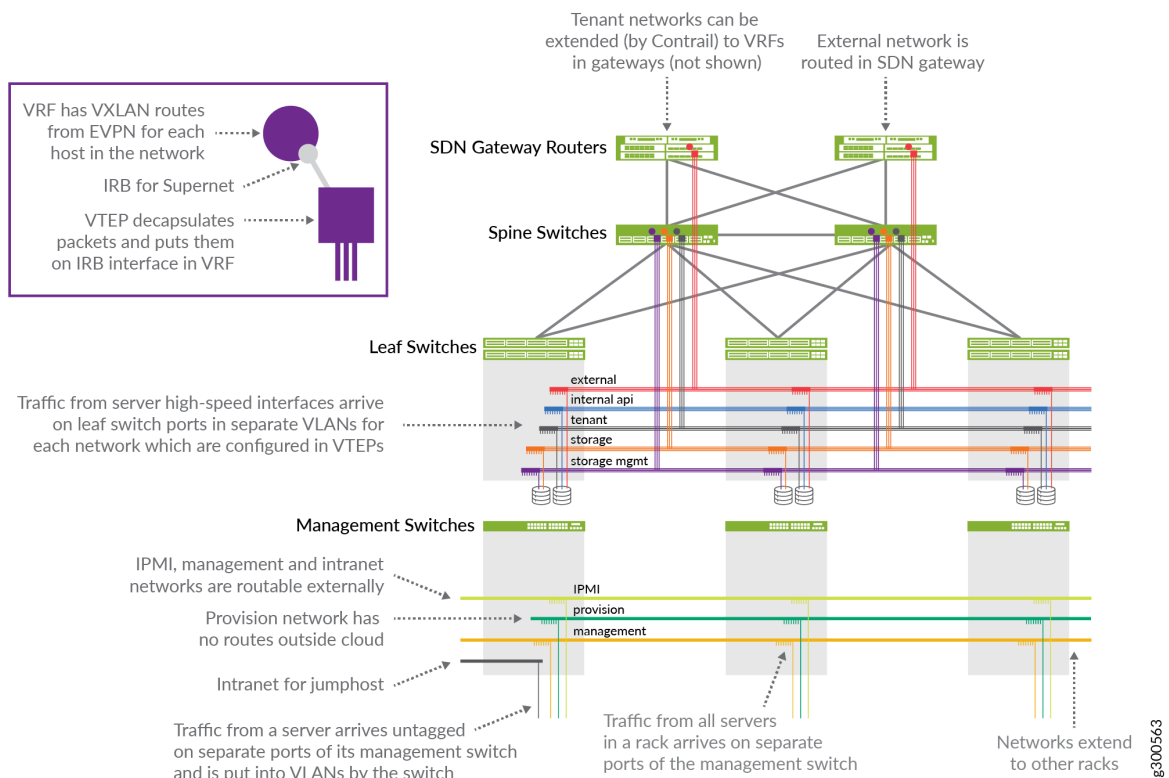 Tenant networks can be
extended (by Contrail) to VRFs
in gateways (not shown)
External network is
routed in SDN gateway
VRF has VXLAN routes
from EVPN for each
host in the network
IRB for Supernet
VTEP decapsulates
packets and puts them
on IRB interface in VRF
SDN Gateway Routers
Spine Switches
Leaf Switches
external
internal api
tenant
storage
storage mgmt
Traffic from server high-speed interfaces arrive
on leaf switch ports in separate VLANs for
each network which are configured in VTEPs
Management Switches
IPMI, management and intranet
networks are routable externally
IPMI
provision
management
Provision network has
no routes outside cloud
Intranet for jumphost
Traffic from a server arrives untagged
on separate ports of its management switch
and is put into VLANs by the switch
Traffic from all servers
in a rack arrives on separate
ports of the management switch
Networks extend
to other racks
g300563